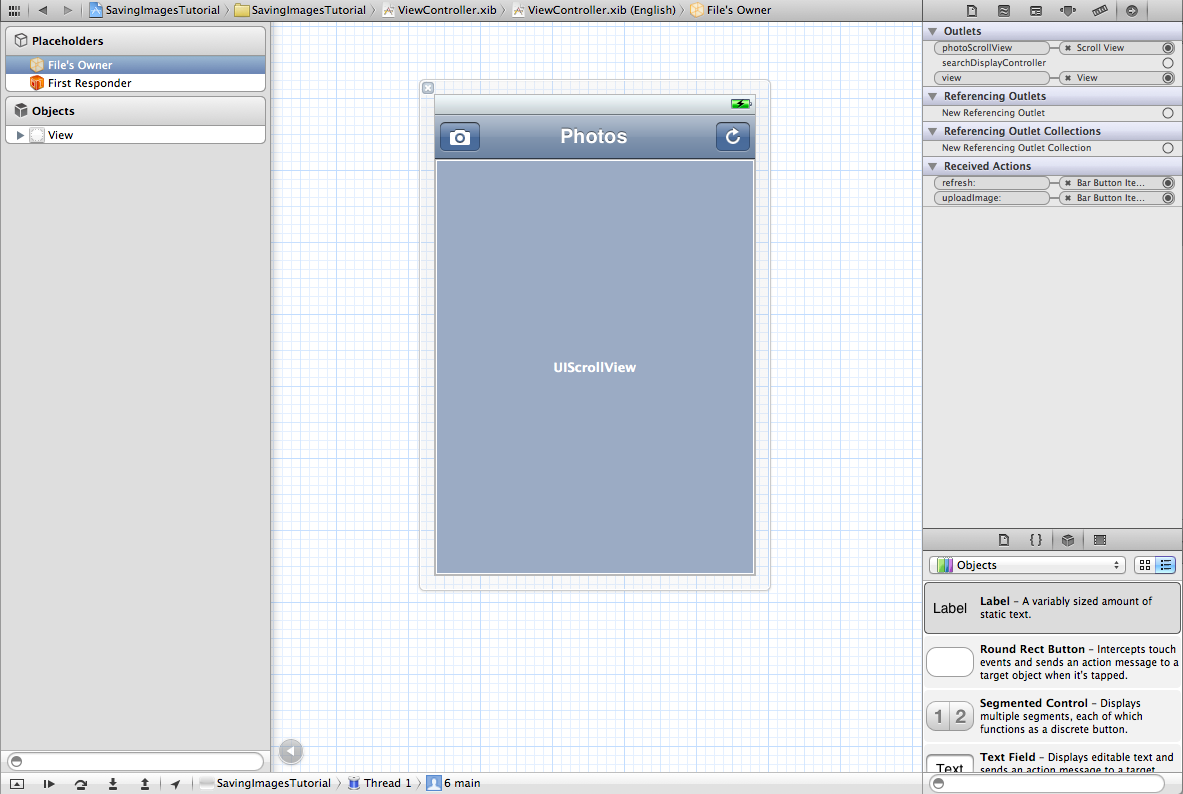 SavingImagesTutorial
SavingImagesTutorial
ViewController.xib
ViewController.xib (English)
File's Owner
Placeholders
File's Owner
First Responder
Objects
View
Photos
UIScrollView
Outlets
photoScrollView
Scroll View
searchDisplayController
view
View
Referencing Outlets
New Referencing Outlet
Referencing Outlet Collections
New Referencing Outlet Collection
Received Actions
refresh:
Bar Button Ite...
uploadImage:
Bar Button Ite...
{ }
Objects
Label
Label – A variably sized amount of
static text.
Round Rect Button – Intercepts touch
events and sends an action message to a
target object when it's tapped.
1 2
Segmented Control – Displays
multiple segments, each of which
functions as a discrete button.
Text
Text Field – Displays editable text and
sends an action message to a target
SavingImagesTutorial
Thread 1
6 main